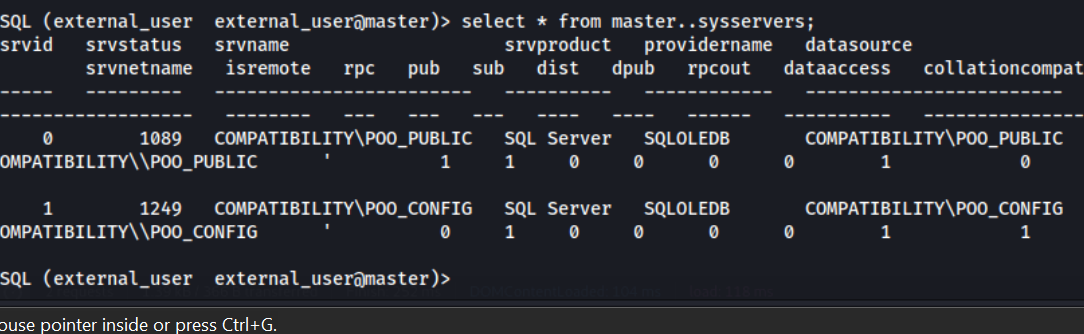 SQL (external_user  external_user@master)> select * from master..sysservers;
srvid   srvstatus   srvname                   srvproduct   providername   datasource
        srvnetname   isremote   rpc   pub   sub   dist   dpub   rpcout   dataaccess   collationcompat
-----   ---------   -----------------------   ----------   ------------   -----------------------
-----------------   --------   ---   ---   ---   ----   ----   ------   ----------   ---------------
    0        1089   COMPATIBILITY\POO_PUBLIC   SQL Server   SQLOLEDB       COMPATIBILITY\POO_PUBLIC
OMPATIBILITY\\POO_PUBLIC      '          1     1     0     0      0      0        1            0
    1        1249   COMPATIBILITY\POO_CONFIG   SQL Server   SQLOLEDB       COMPATIBILITY\POO_CONFIG
OMPATIBILITY\\POO_CONFIG      '          0     1     0     0      0      0        1            1
SQL (external_user  external_user@master)>
ouse pointer inside or press Ctrl+G.